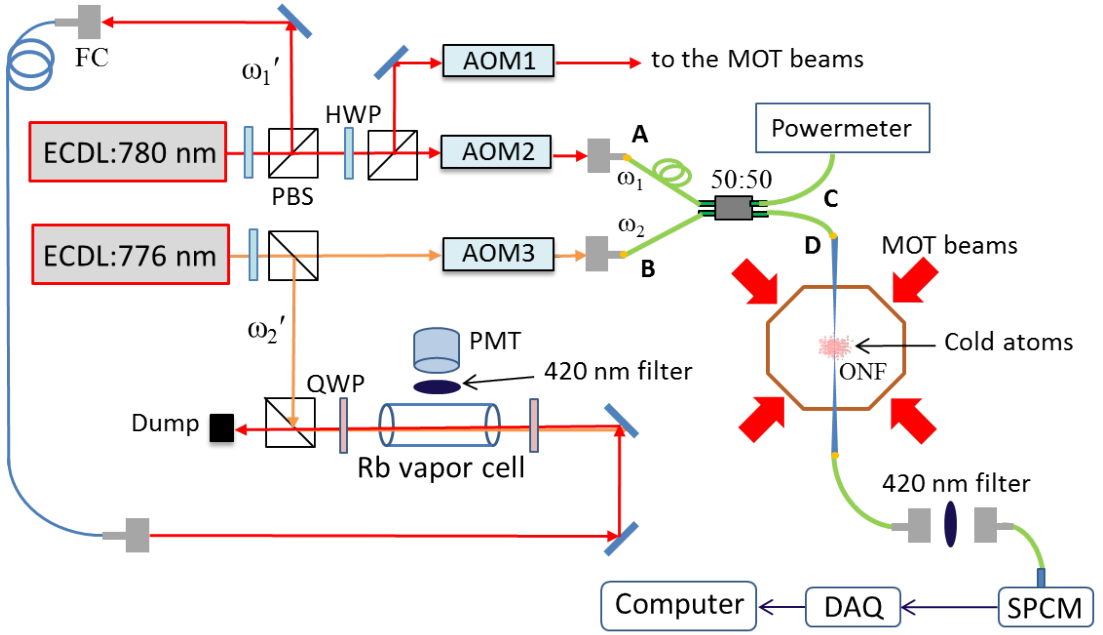 FC
ω₁′
AOM1
to the MOT beams
HWP
ECDL:780 nm
PBS
AOM2
A
ω₁
50:50
Powermeter
C
ECDL:776 nm
AOM3
ω₂
B
D
MOT beams
ω₂′
PMT
420 nm filter
QWP
Cold atoms
ONF
Dump
Rb vapor cell
420 nm filter
Computer
DAQ
SPCM